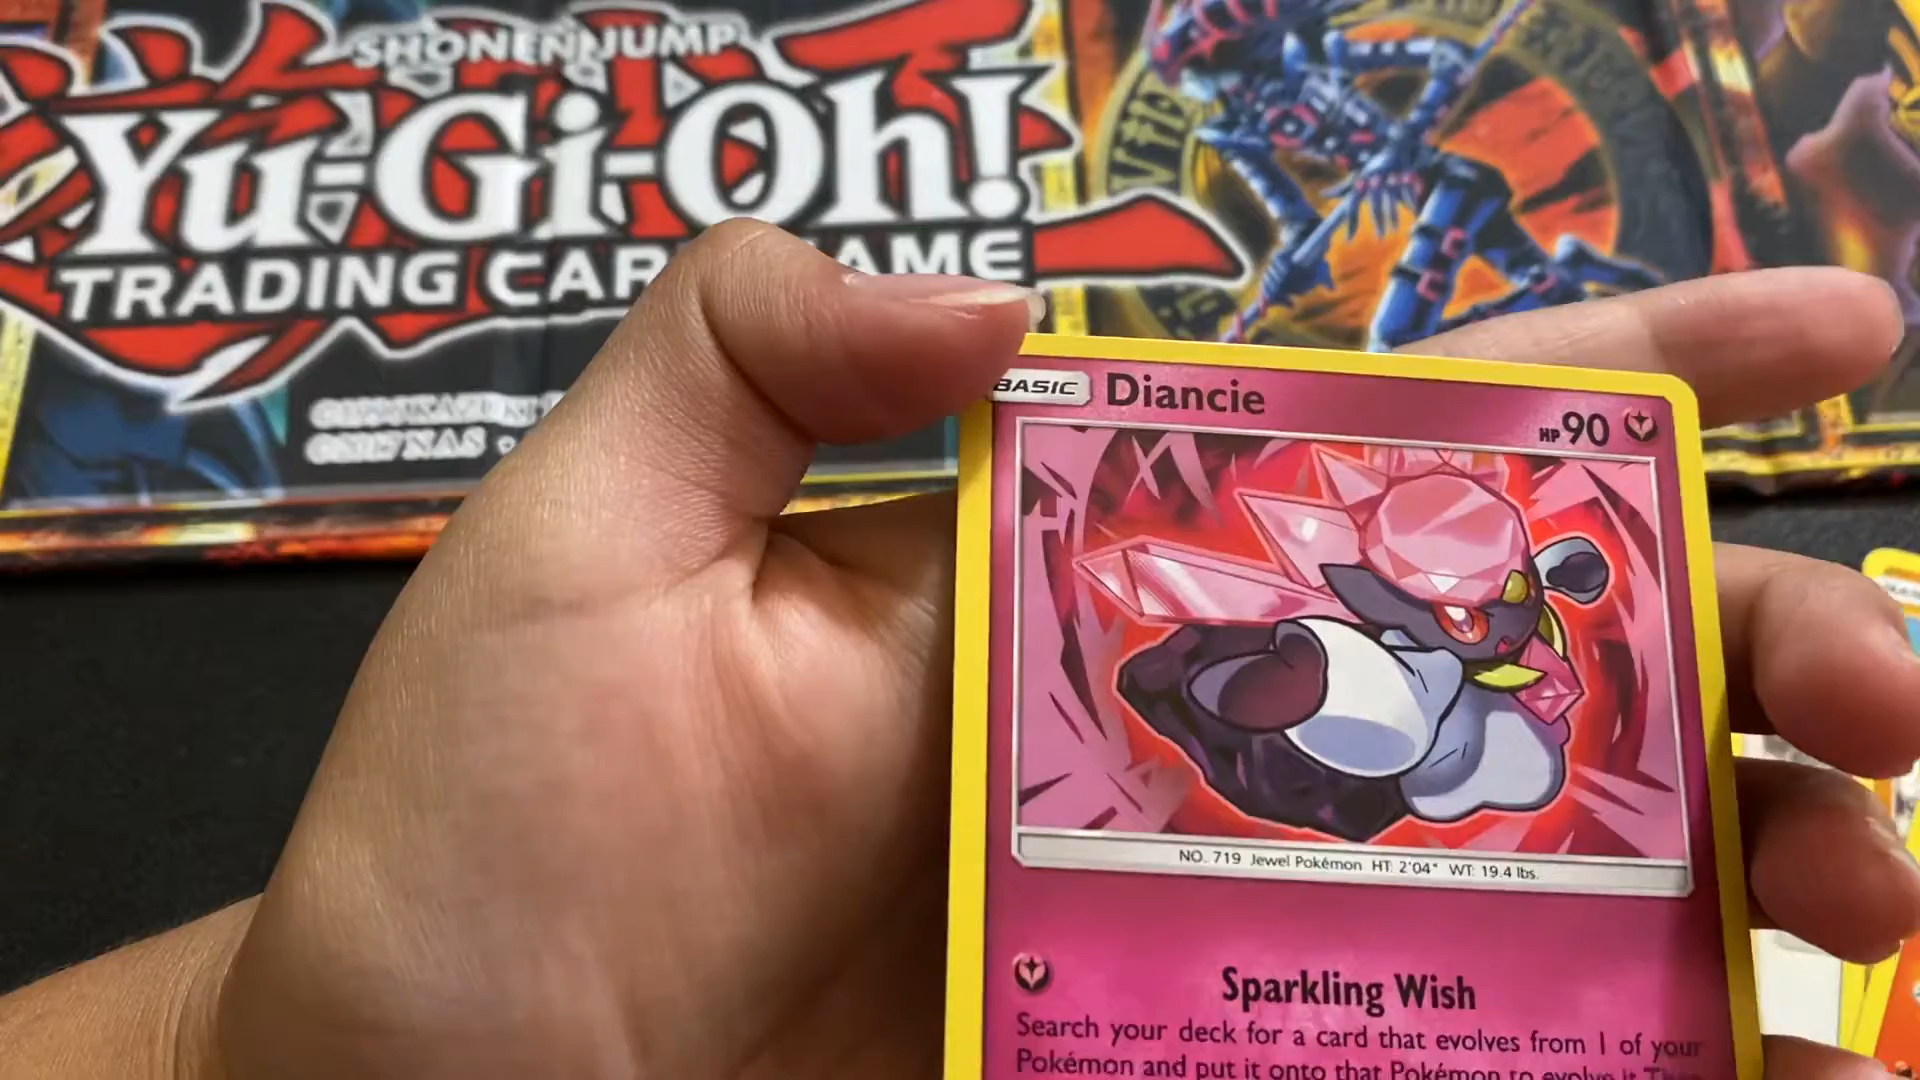 SHONEN JUMP
Yu-Gi-Oh!
TRADING CARD GAME
BASIC Diancie
HP 90
NO. 719 Jewel Pokémon HT: 2'04" WT: 19.4 lbs.
Sparkling Wish
Search your deck for a card that evolves from 1 of your
Pokémon and put it onto that Pokémon to evolve it.